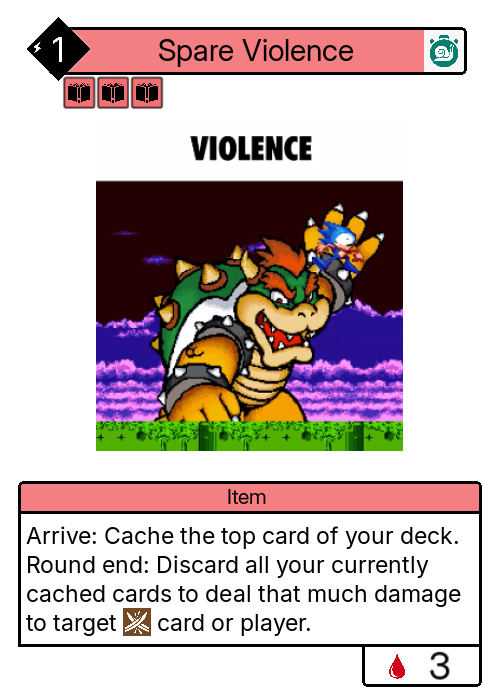 1
Spare Violence
VIOLENCE
Item
Arrive: Cache the top card of your deck.
Round end: Discard all your currently
cached cards to deal that much damage
to target card or player.
3